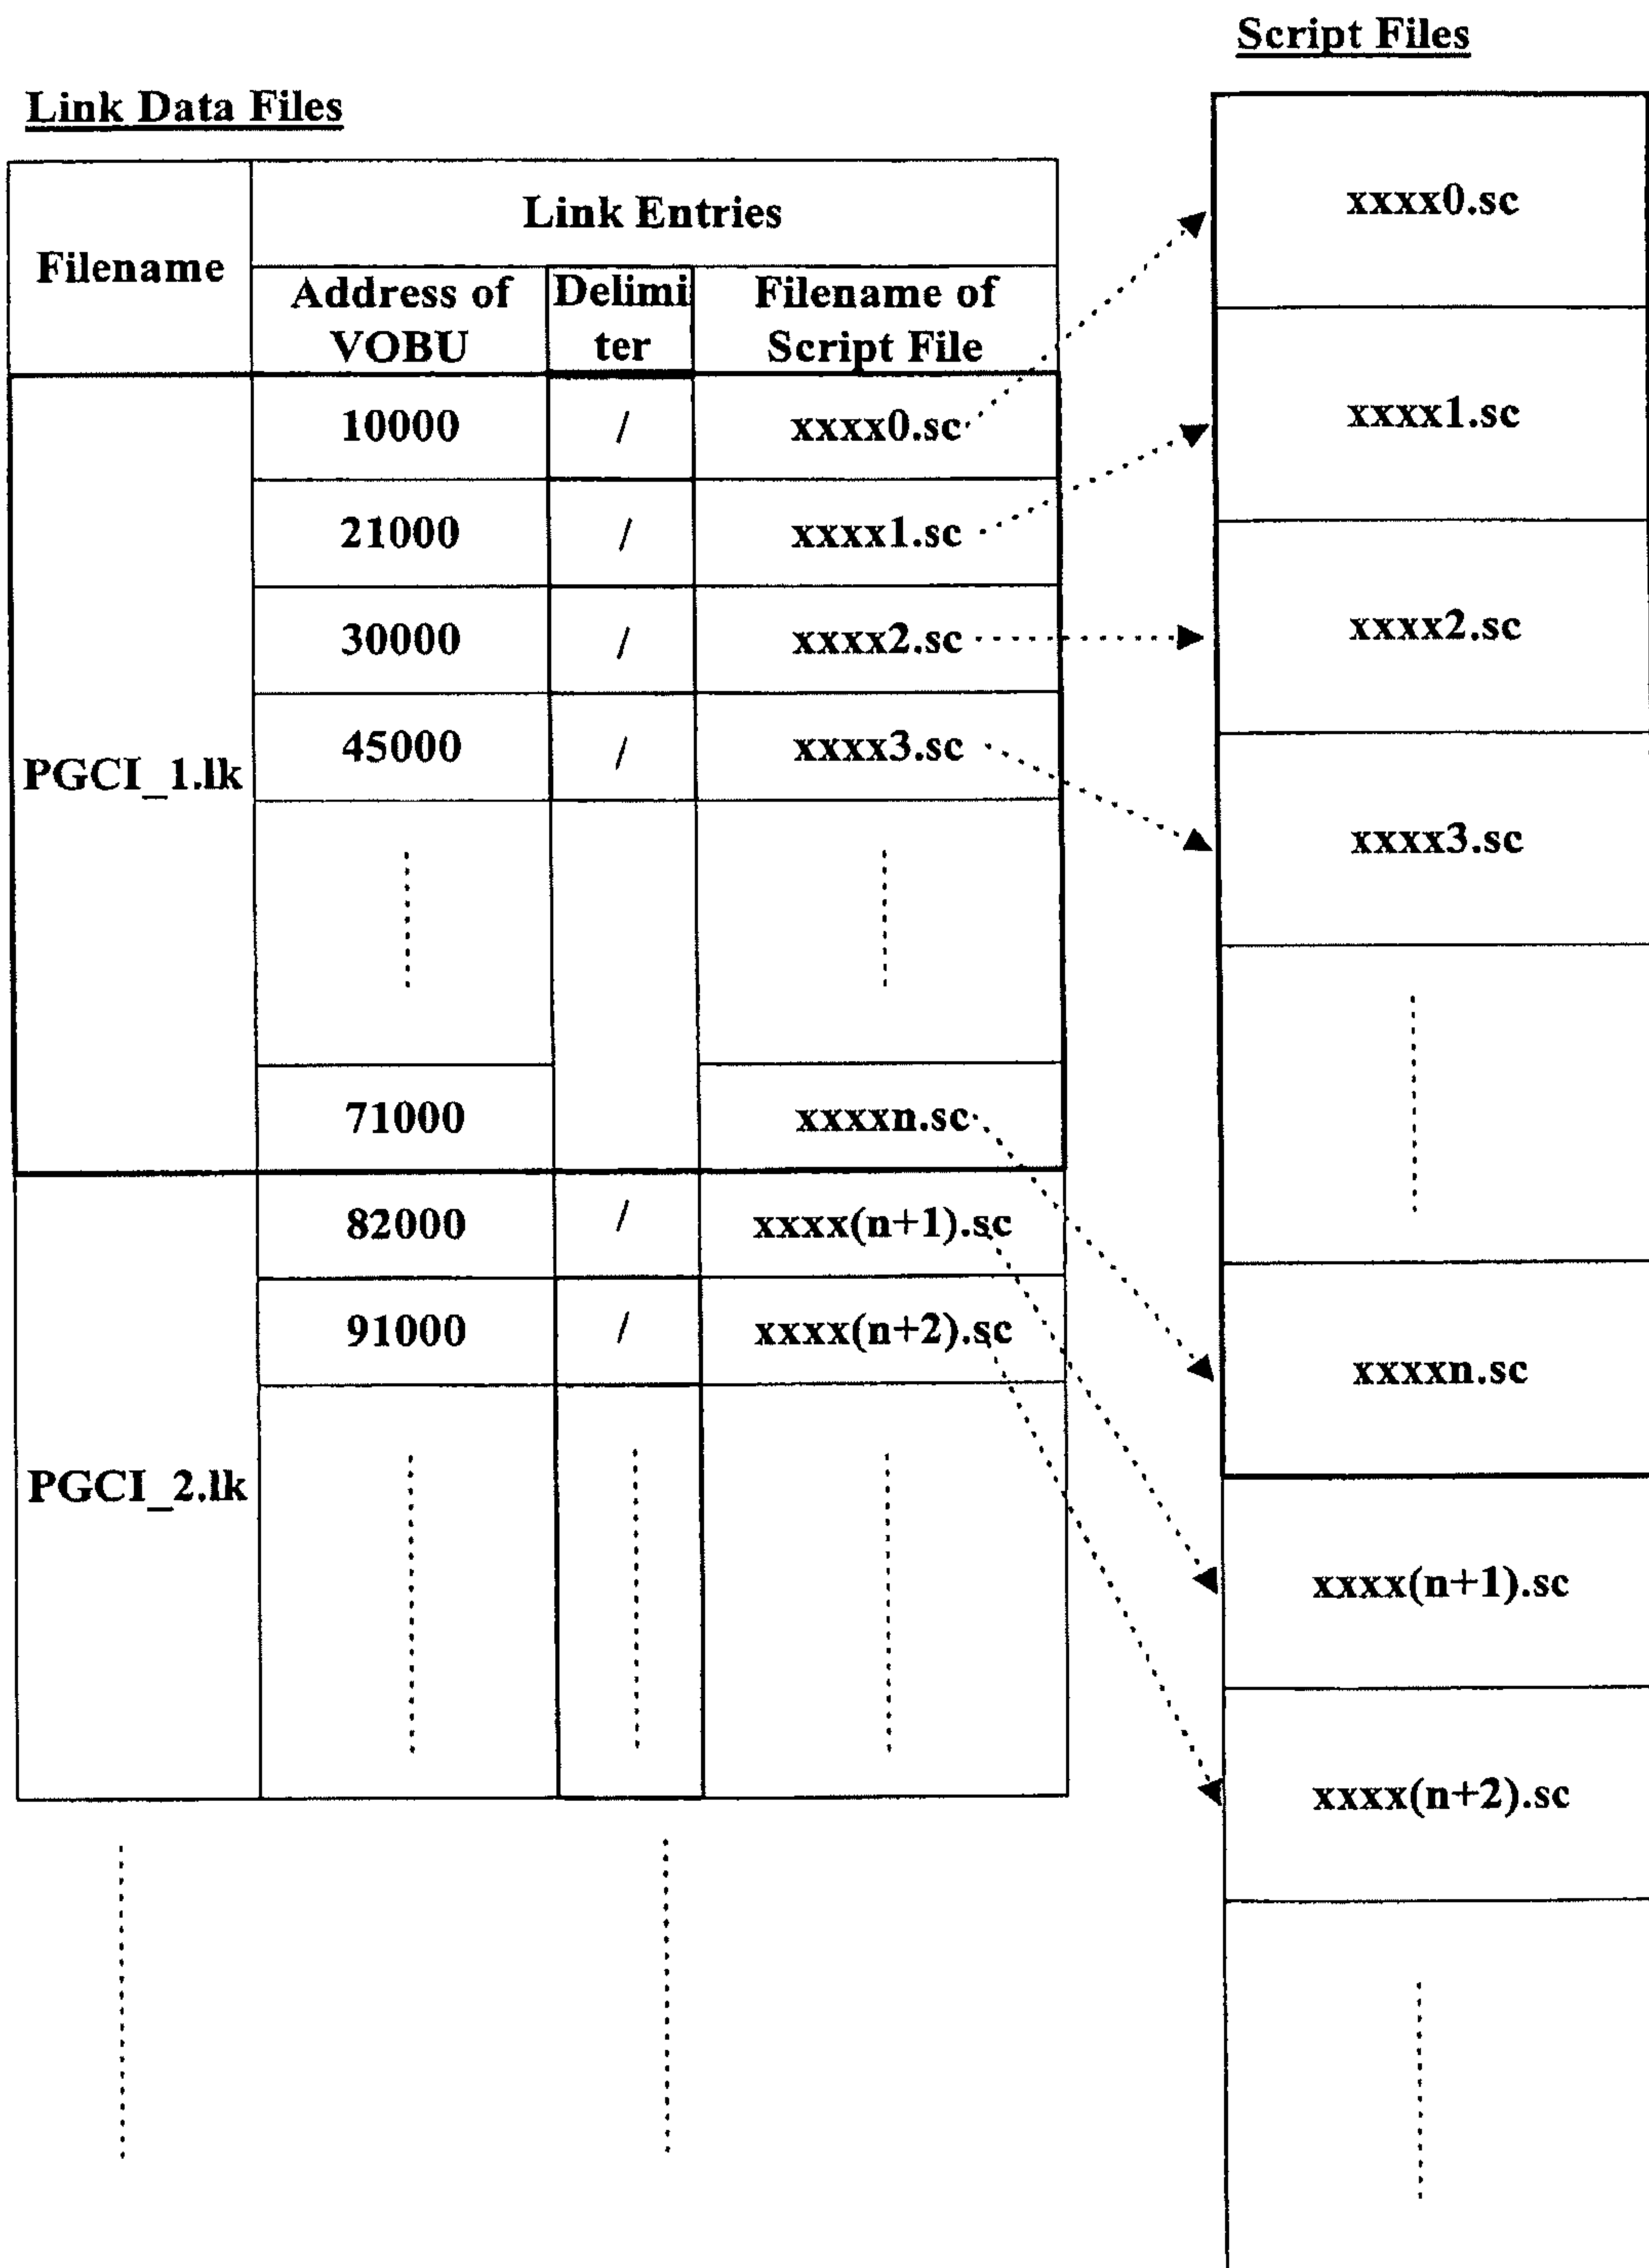 Script Files
Link Data Files
Filename
Link Entries
Address of
VOBU
Delimi
ter
Filename of
Script File
PGCI_1.lk
10000 / xxxx0.sc
21000 / xxxx1.sc
30000 / xxxx2.sc
45000 / xxxx3.sc
71000 xxxxn.sc
PGCI_2.lk
82000 / xxxx(n+1).sc
91000 / xxxx(n+2).sc
xxxx0.sc
xxxx1.sc
xxxx2.sc
xxxx3.sc
xxxxn.sc
xxxx(n+1).sc
xxxx(n+2).sc